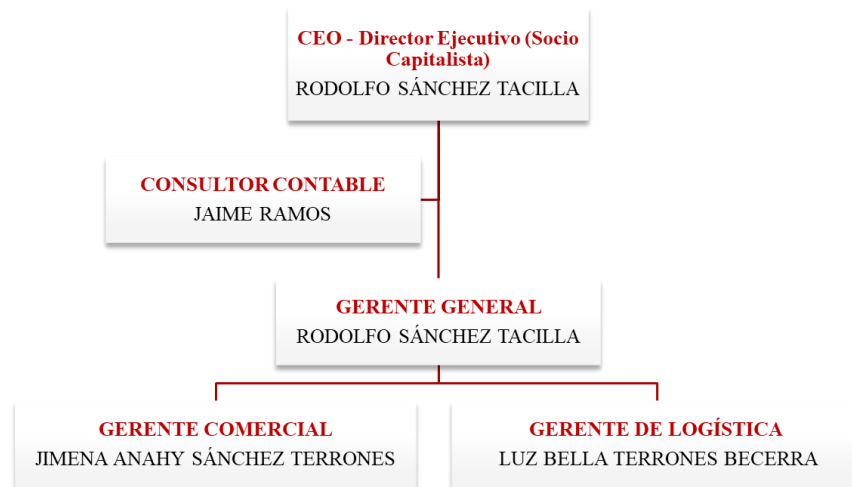 CEO - Director Ejecutivo (Socio
Capitalista)
RODOLFO SÁNCHEZ TACILLA
CONSULTOR CONTABLE
JAIME RAMOS
GERENTE GENERAL
RODOLFO SÁNCHEZ TACILLA
GERENTE COMERCIAL
JIMENA ANAHY SÁNCHEZ TERRONES
GERENTE DE LOGÍSTICA
LUZ BELLA TERRONES BECERRA